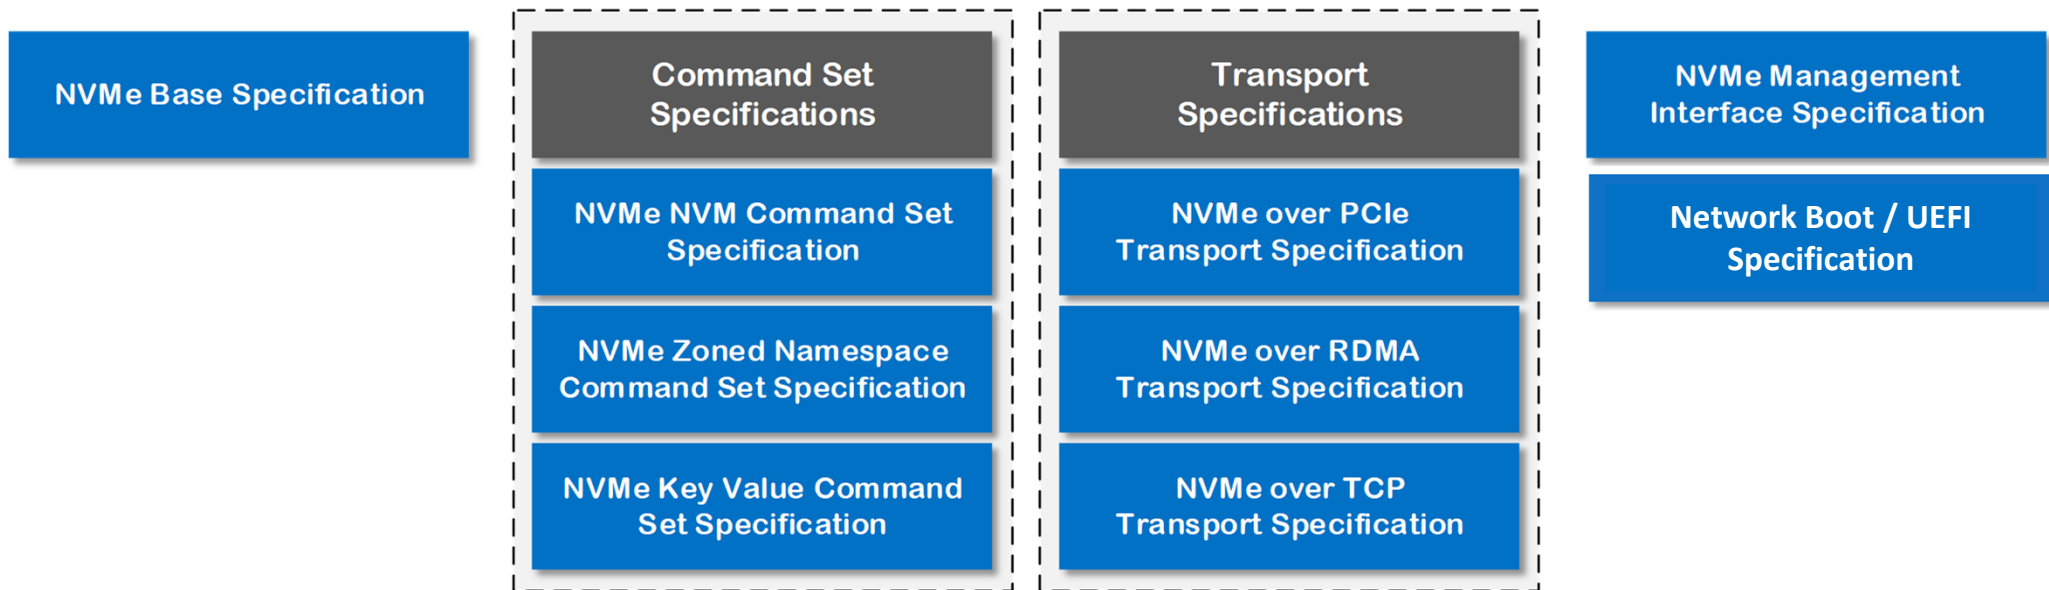 NVMe Base Specification
Command Set
Specifications
NVMe NVM Command Set
Specification
NVMe Zoned Namespace
Command Set Specification
NVMe Key Value Command
Set Specification
Transport
Specifications
NVMe over PCIe
Transport Specification
NVMe over RDMA
Transport Specification
NVMe over TCP
Transport Specification
NVMe Management
Interface Specification
Network Boot / UEFI
Specification